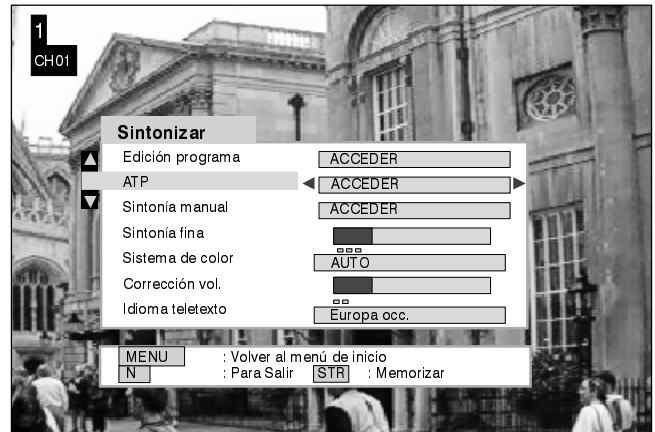 1
CH01
Sintonizar
Edición programa ACCEDER
ATP ACCEDER
Sintonía manual ACCEDER
Sintonía fina
Sistema de color AUTO
Corrección vol.
Idioma teletexto Europa occ.
MENU : Volver al menú de inicio
N : Para Salir STR : Memorizar